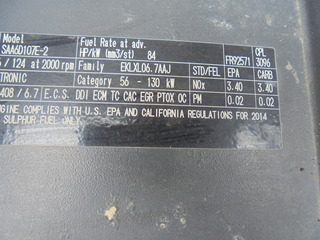 Model Fuel Rate at adv. CPL
SAA6D107E-2 HP/kW (mm3/st) 84 FR92571 3096
/ 124 at 2000 rpm Family EKLXL06.7AAJ STD/FEL EPA CARB
TRONIC Category 56 - 130 kW NOx 3.40 3.40
408 / 6.7 E.C.S. DDI ECM TC CAC EGR PTOX OC PM 0.02 0.02
ENGINE COMPLIES WITH U.S. EPA AND CALIFORNIA REGULATIONS FOR 2014
SULPHUR FUEL ONLY.